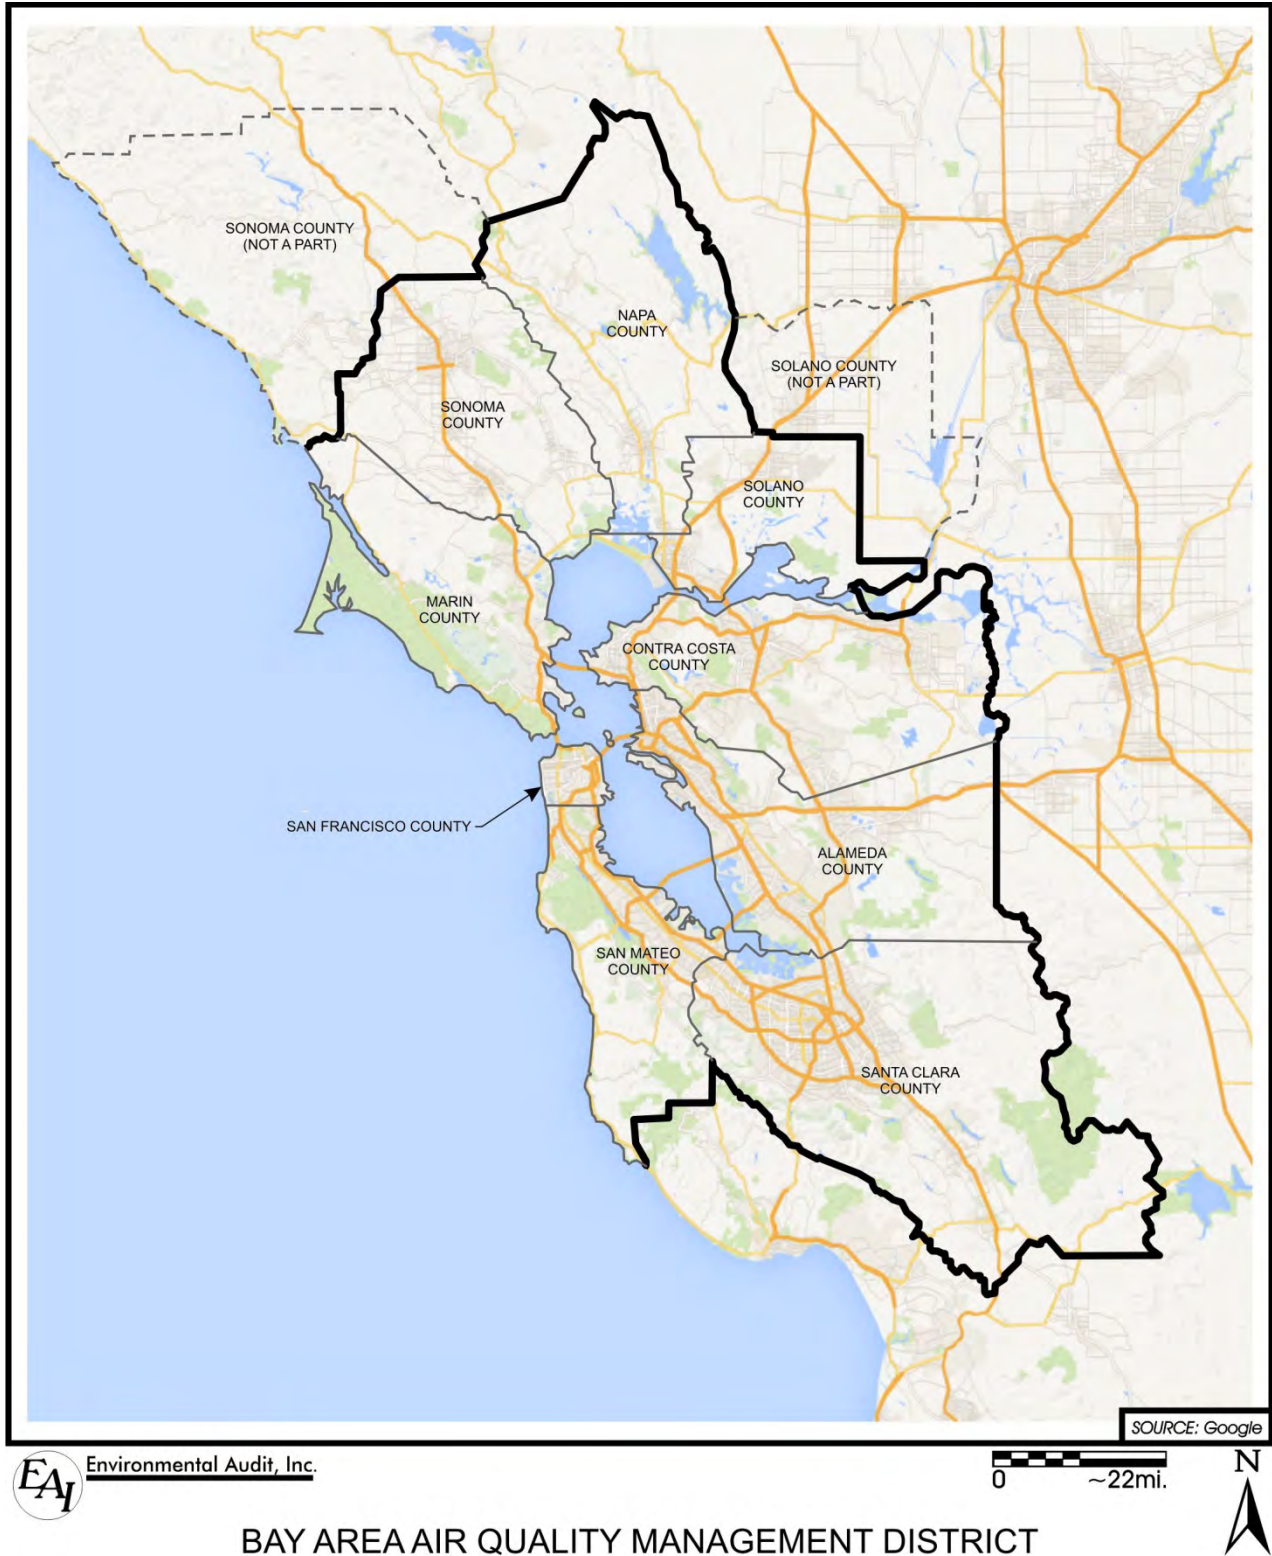 SONOMA COUNTY
(NOT A PART)
NAPA
COUNTY
SOLANO COUNTY
(NOT A PART)
SONOMA
COUNTY
SOLANO
COUNTY
MARIN
COUNTY
CONTRA COSTA
COUNTY
SAN FRANCISCO COUNTY
ALAMEDA
COUNTY
SAN MATEO
COUNTY
SANTA CLARA
COUNTY
SOURCE: Google
EAI
Environmental Audit, Inc.
0
~22mi.
N
BAY AREA AIR QUALITY MANAGEMENT DISTRICT